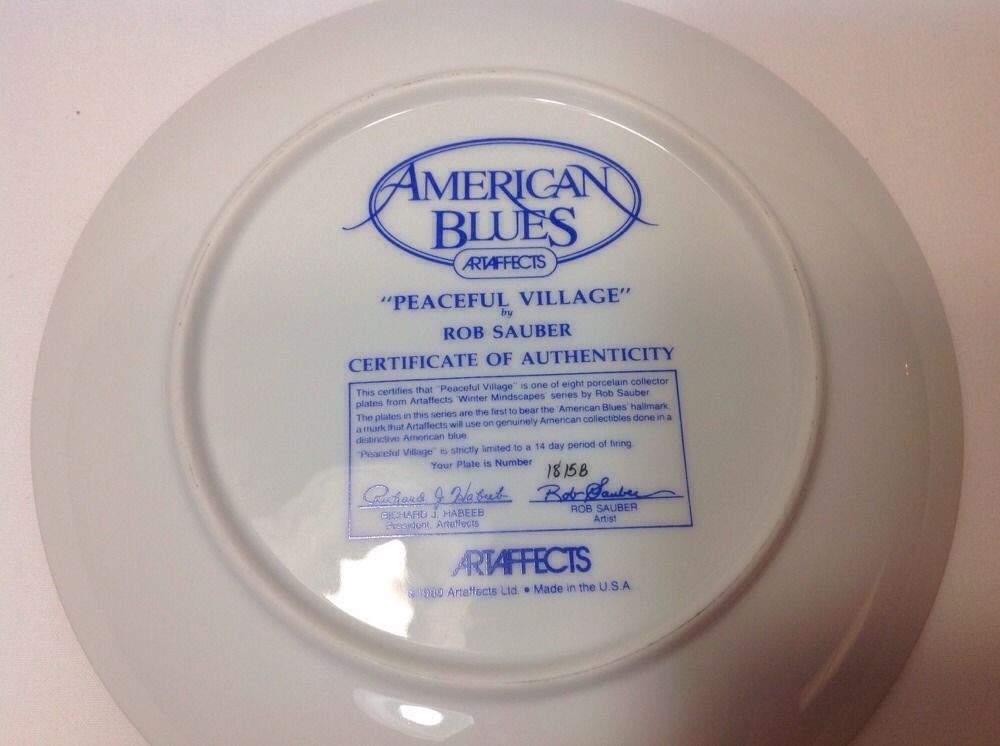 AMERICAN
BLUES
ARTAFFECTS
"PEACEFUL VILLAGE"
by
ROB SAUBER
CERTIFICATE OF AUTHENTICITY
This certifies that "Peaceful Village" is one of eight porcelain collector
plates from Artaffects 'Winter Mindscapes' series by Rob Sauber
The plates in this series are the first to bear the 'American Blues' hallmark,
a mark that Artaffects will use on genuinely American collectibles done in a
distinctive American blue.
"Peaceful Village" is strictly limited to a 14 day period of firing.
Your Plate is Number 1815B
Richard J. Habeeb Rob Sauber
RICHARD J. HABEEB ROB SAUBER
President, Artaffects Artist
ARTAFFECTS
Artaffects Ltd. • Made in the U.S.A.